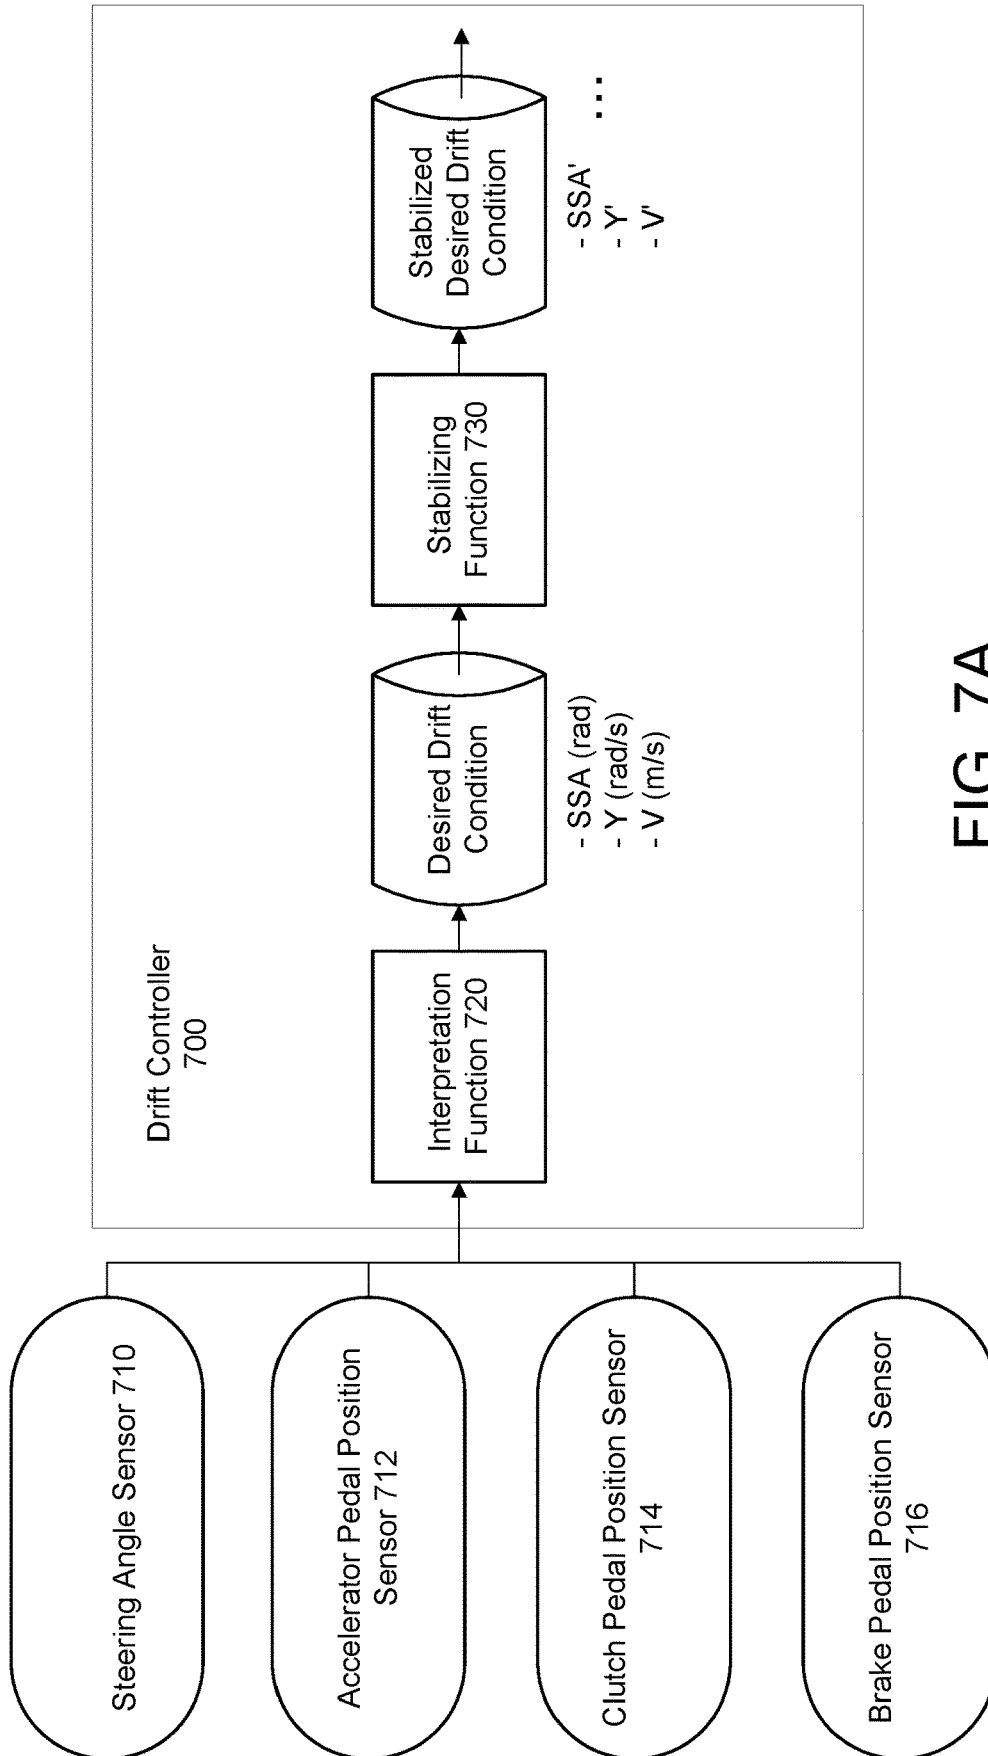 Steering Angle Sensor 710
Accelerator Pedal Position
Sensor 712
Clutch Pedal Position Sensor
714
Brake Pedal Position Sensor
716
Drift Controller
700
Interpretation
Function 720
Desired Drift
Condition
- SSA (rad)
- Y (rad/s)
- V (m/s)
Stabilizing
Function 730
Stabilized
Desired Drift
Condition
- SSA'
- Y'
- V'
...
FIG. 7A